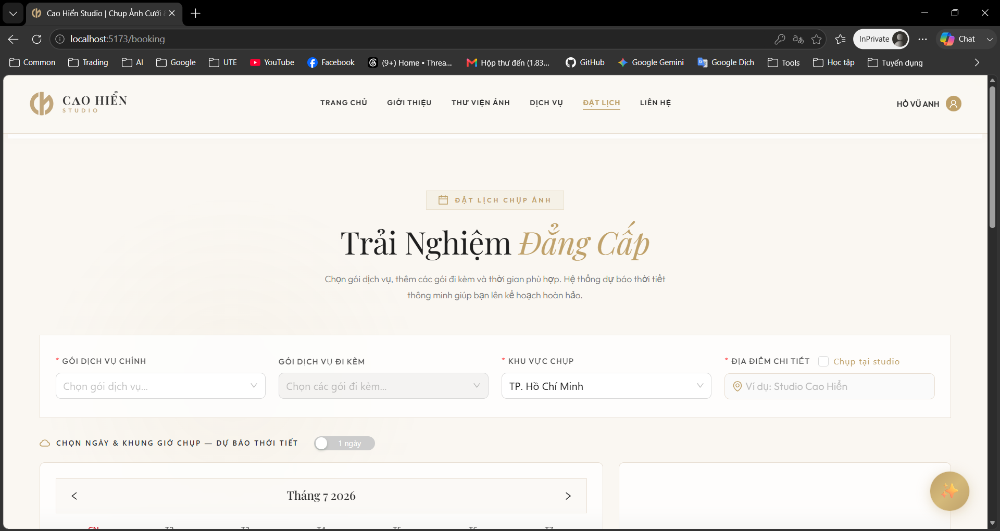 Cao Hiển Studio | Chụp Ảnh Cưới
localhost:5173/booking
InPrivate
Chat
Common
Trading
AI
Google
UTE
YouTube
Facebook
(9+) Home • Threa...
Hộp thư đến (1.83...
GitHub
Google Gemini
Google Dịch
Tools
Học tập
Tuyển dụng
CAO HIỂN
STUDIO
TRANG CHỦ
GIỚI THIỆU
THƯ VIỆN ẢNH
DỊCH VỤ
ĐẶT LỊCH
LIÊN HỆ
HỒ VŨ ANH
ĐẶT LỊCH CHỤP ẢNH
Trải Nghiệm Đẳng Cấp
Chọn gói dịch vụ, thêm các gói đi kèm và thời gian phù hợp. Hệ thống dự báo thời tiết
thông minh giúp bạn lên kế hoạch hoàn hảo.
* GÓI DỊCH VỤ CHÍNH
Chọn gói dịch vụ...
GÓI DỊCH VỤ ĐI KÈM
Chọn các gói đi kèm...
* KHU VỰC CHỤP
TP. Hồ Chí Minh
* ĐỊA ĐIỂM CHI TIẾT
Chụp tại studio
Ví dụ: Studio Cao Hiển
CHỌN NGÀY & KHUNG GIỜ CHỤP — DỰ BÁO THỜI TIẾT
1 ngày
Tháng 7 2026
CN T2 T3 T4 T5 T6 T7